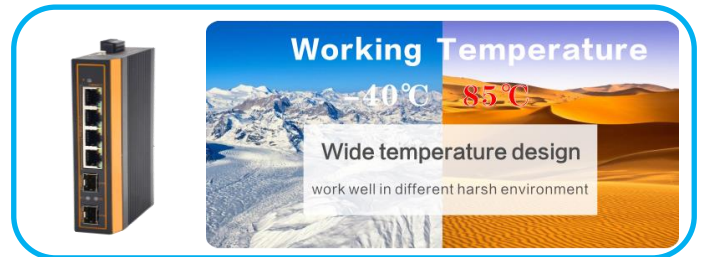 Working Temperature
-40℃ 85℃
Wide temperature design
work well in different harsh environment